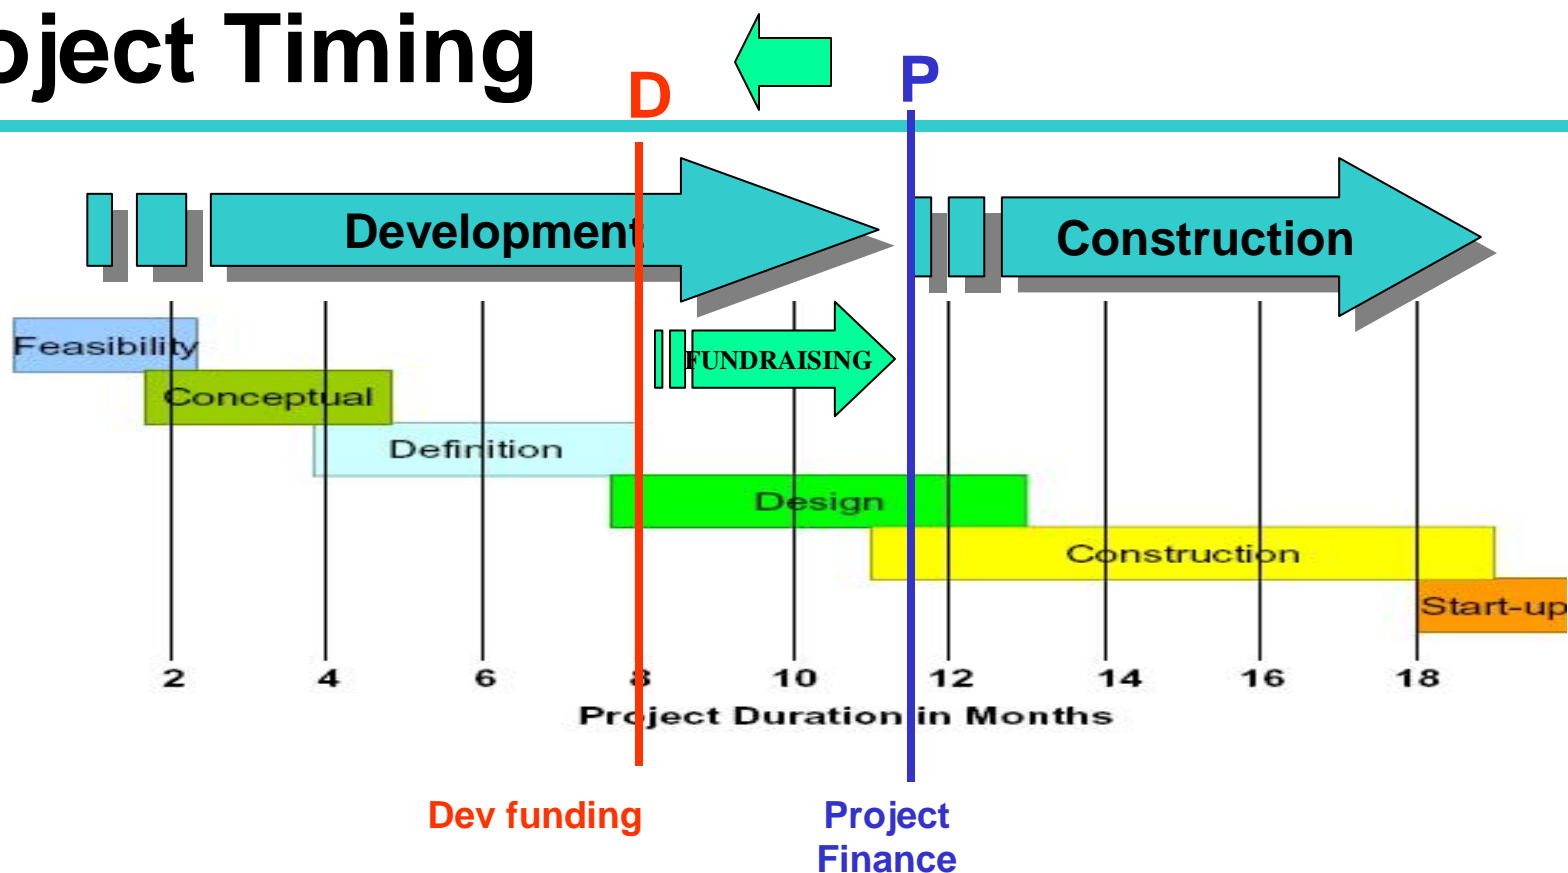 oject Timing
D
P
Development
Construction
Feasibility
FUNDRAISING
Conceptual
Definition
Design
Construction
Start-up
2 4 6 8 10 12 14 16 18
Project Duration in Months
Dev funding
Project
Finance